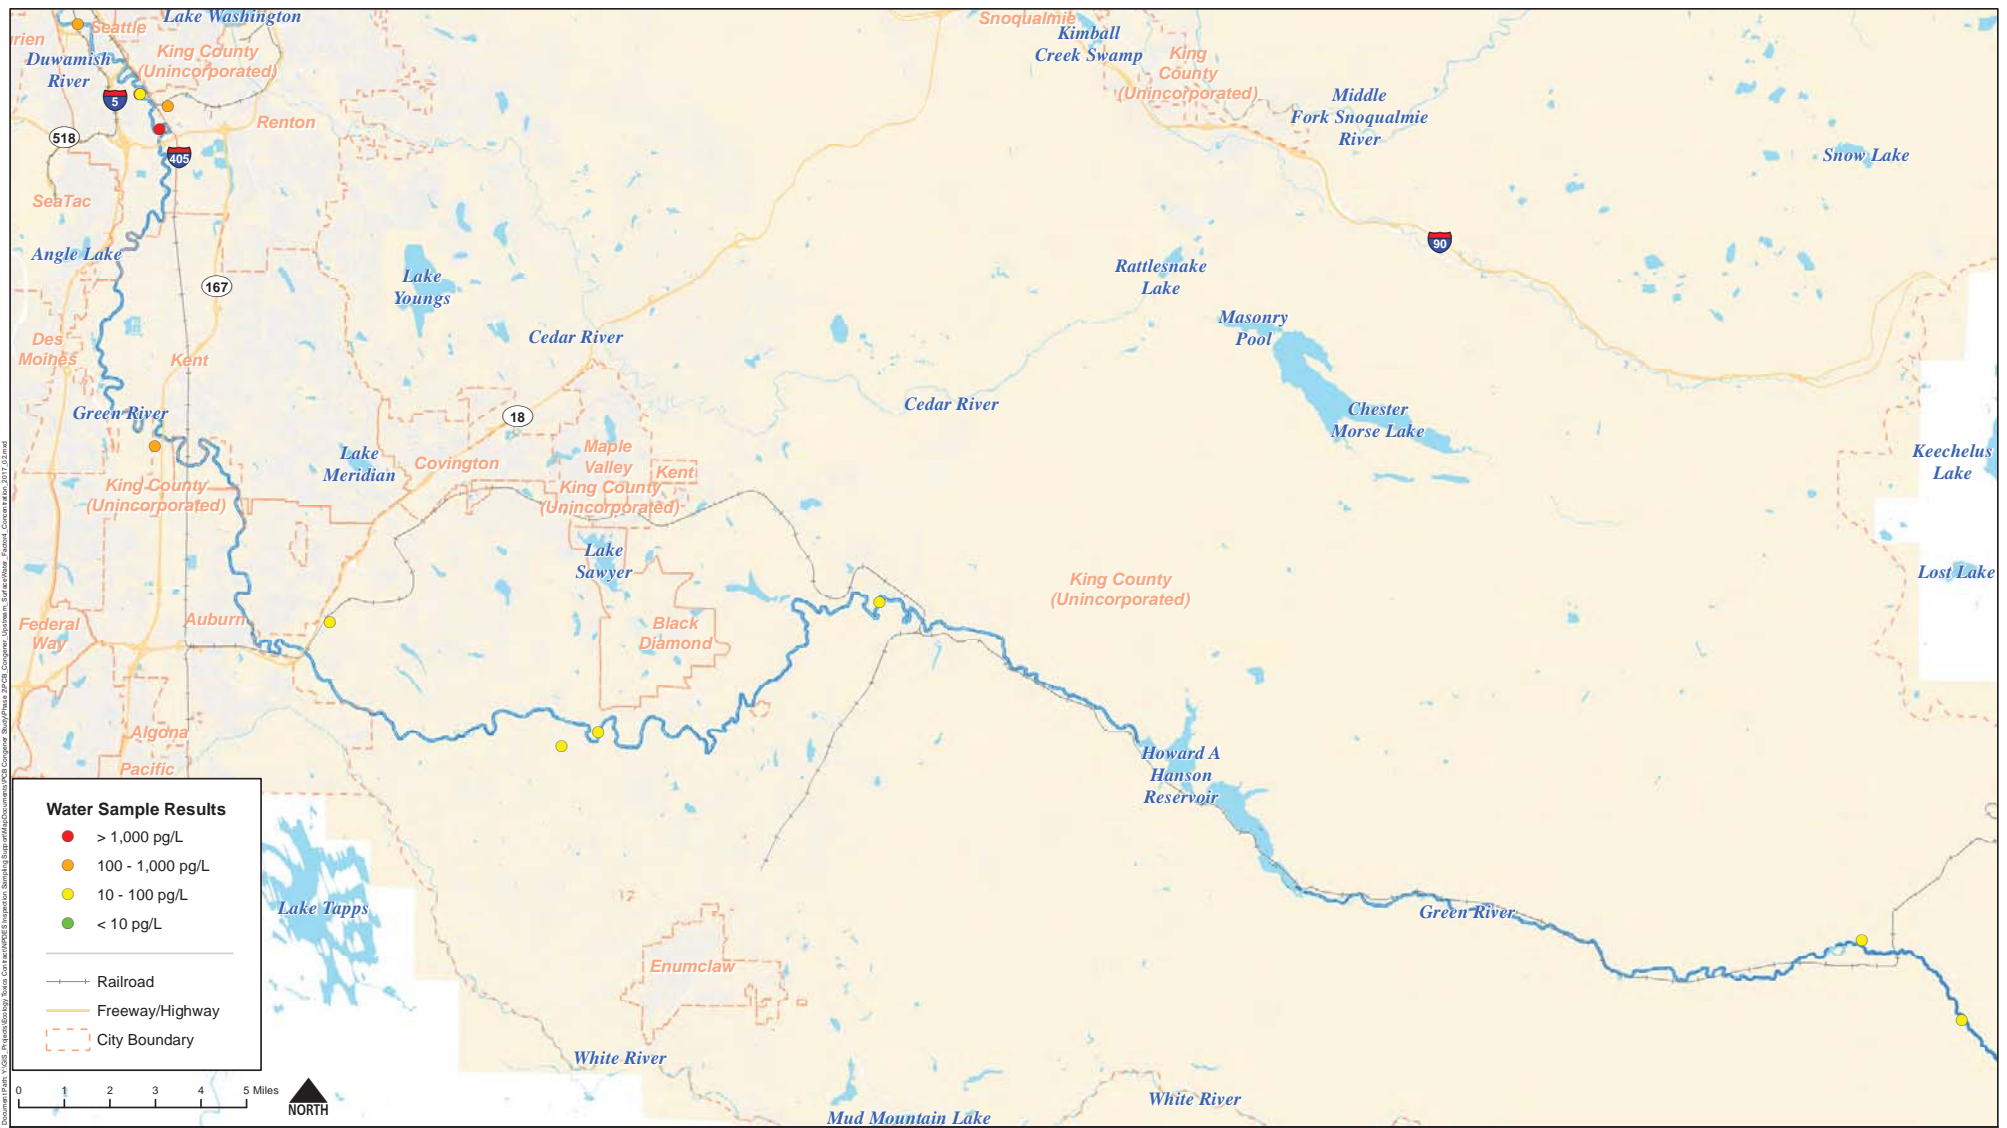 Lake Washington
Seattle
rien
King County
(Unincorporated)
Duwamish
River
5
518
405
Renton
SeaTac
Angle Lake
167
Des
Moines
Kent
Green River
King County
(Unincorporated)
Lake
Youngs
Cedar River
18
Lake
Meridian
Covington
Maple
Valley
King County
(Unincorporated)
Kent
Lake
Sawyer
Black
Diamond
Federal
Way
Auburn
Algona
Pacific
Snoqualmie
Kimball
Creek Swamp
King
County
(Unincorporated)
Middle
Fork Snoqualmie
River
Snow Lake
90
Rattlesnake
Lake
Masonry
Pool
Cedar River
Chester
Morse Lake
Keechelus
Lake
Lost Lake
King County
(Unincorporated)
Howard A
Hanson
Reservoir
Green River
Lake Tapps
Enumclaw
White River
Mud Mountain Lake
White River
Water Sample Results
> 1,000 pg/L
100 - 1,000 pg/L
10 - 100 pg/L
< 10 pg/L
Railroad
Freeway/Highway
City Boundary
0 1 2 3 4 5 Miles
NORTH